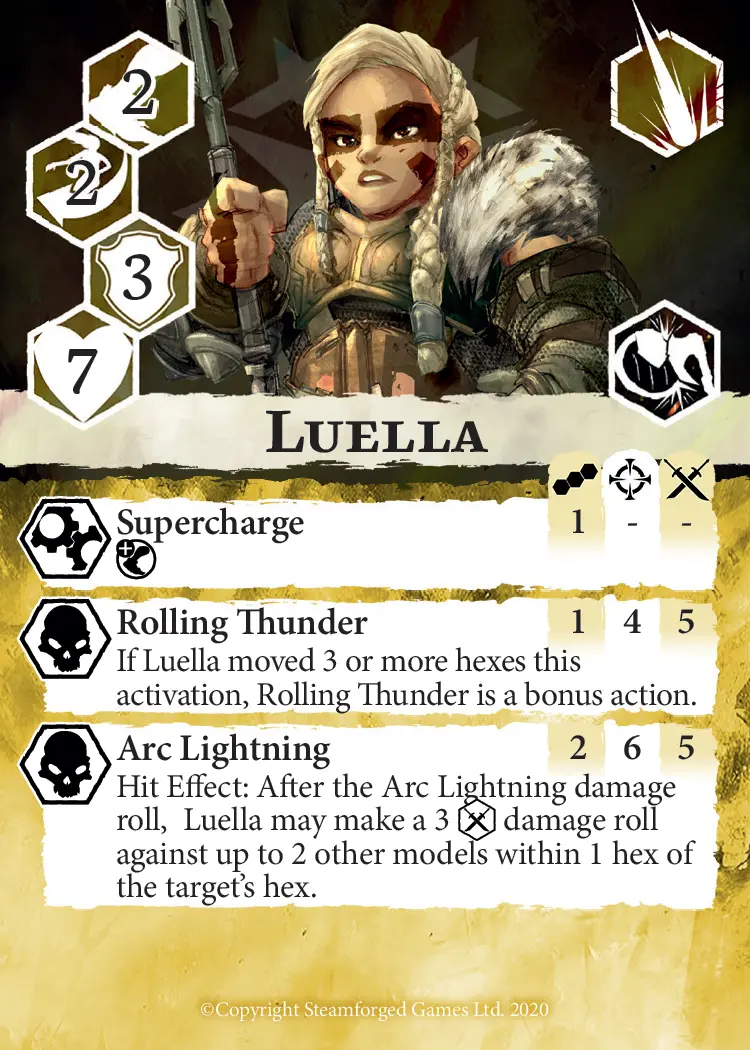 2
2
3
7
Luella
Supercharge 1 - -
Rolling Thunder 1 4 5
If Luella moved 3 or more hexes this
activation, Rolling Thunder is a bonus action.
Arc Lightning 2 6 5
Hit Effect: After the Arc Lightning damage
roll, Luella may make a 3 damage roll
against up to 2 other models within 1 hex of
the target's hex.
©Copyright Steamforged Games Ltd. 2020